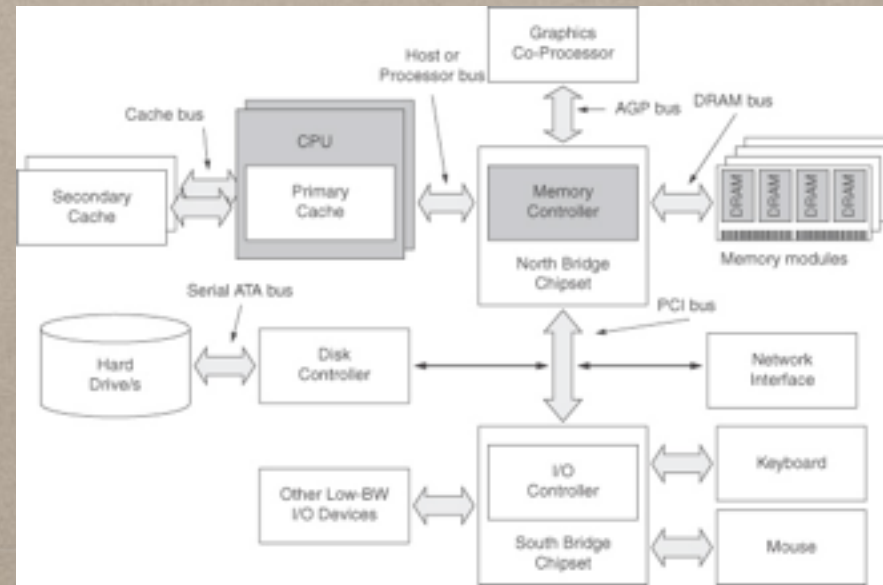 Graphics
Co-Processor
Host or
Processor bus
AGP bus
DRAM bus
Cache bus
CPU
Primary
Cache
Secondary
Cache
Memory
Controller
North Bridge
Chipset
DRAM
DRAM
DRAM
DRAM
Memory modules
Serial ATA bus
PCI bus
Hard
Drive/s
Disk
Controller
Network
Interface
I/O
Controller
South Bridge
Chipset
Keyboard
Other Low-BW
I/O Devices
Mouse